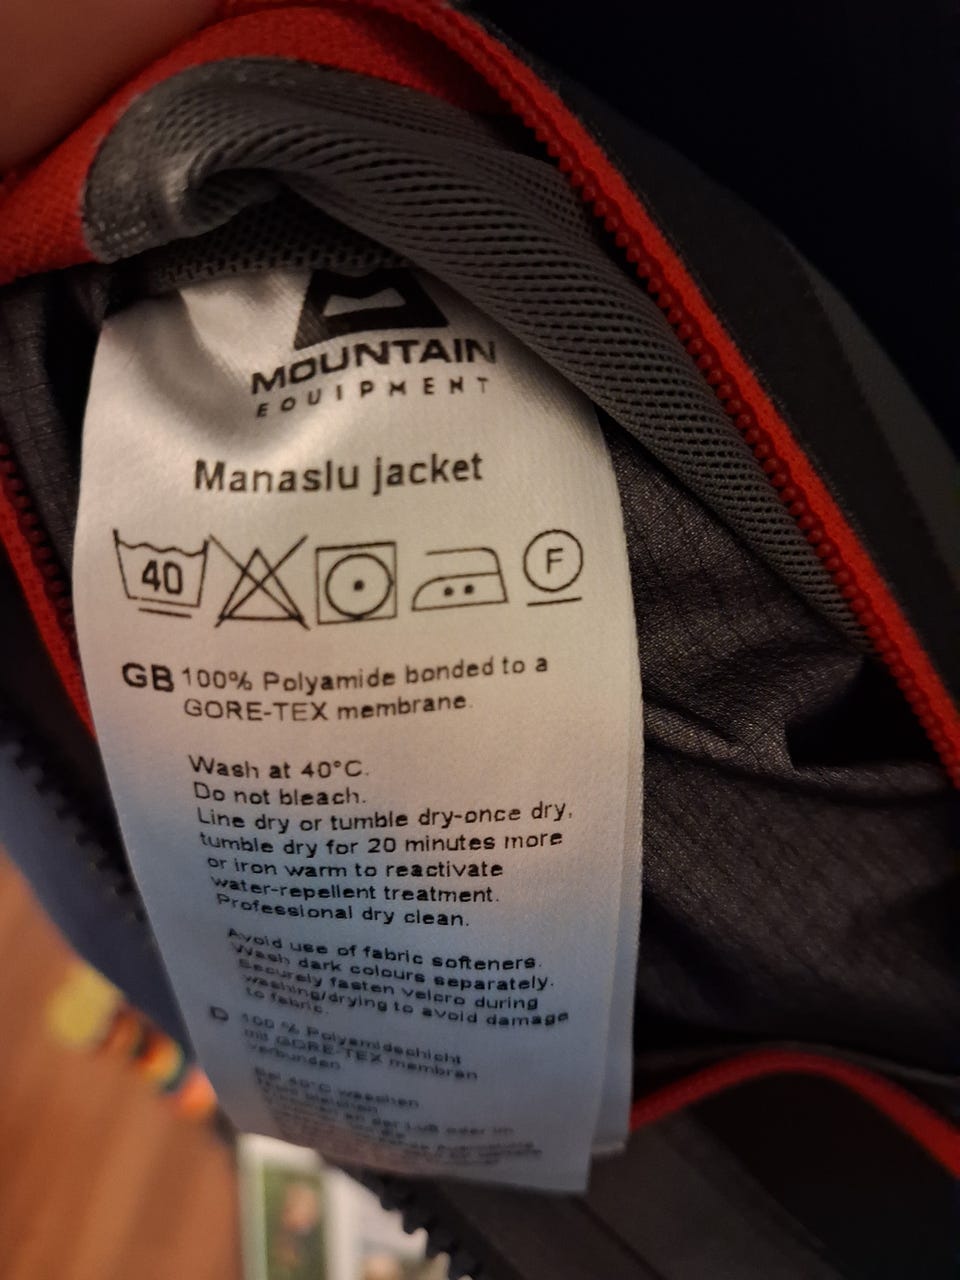 MOUNTAIN
EQUIPMENT
Manaslu jacket
40 F
GB 100% Polyamide bonded to a
GORE-TEX membrane.
Wash at 40°C.
Do not bleach.
Line dry or tumble dry-once dry,
tumble dry for 20 minutes more
or iron warm to reactivate
water-repellent treatment.
Professional dry clean.
Avoid use of fabric softeners.
Wash dark colours separately.
Securely fasten velcro during
washing/drying to avoid damage
to fabric.
D 100 % Polyamidschicht
mit GORE-TEX membran
verbunden
Bei 40°C waschen